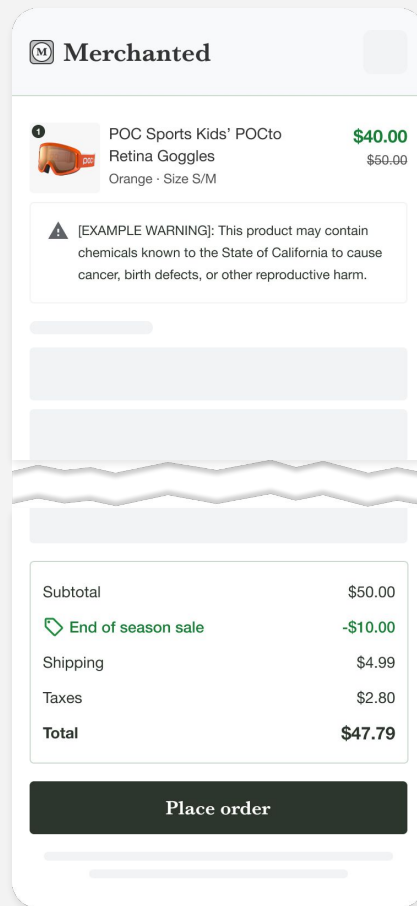 M Merchanted
1
POC Sports Kids’ POCto $40.00
Retina Goggles $50.00
Orange · Size S/M
poc
[EXAMPLE WARNING]: This product may contain
chemicals known to the State of California to cause
cancer, birth defects, or other reproductive harm.
Subtotal $50.00
End of season sale -$10.00
Shipping $4.99
Taxes $2.80
Total $47.79
Place order